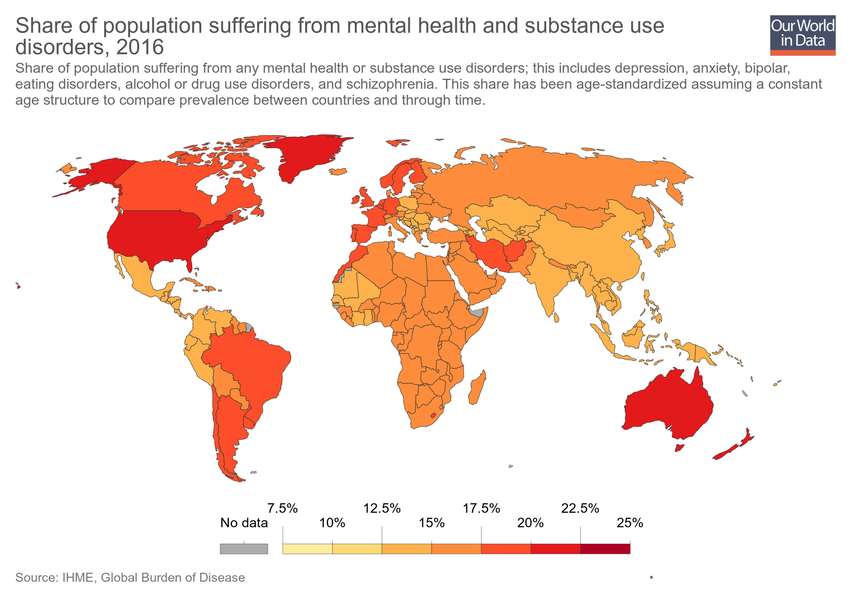 Share of population suffering from mental health and substance use
disorders, 2016
Our World
in Data
Share of population suffering from any mental health or substance use disorders; this includes depression, anxiety, bipolar,
eating disorders, alcohol or drug use disorders, and schizophrenia. This share has been age-standardized assuming a constant
age structure to compare prevalence between countries and through time.
7.5% 12.5% 17.5% 22.5%
No data 10% 15% 20% 25%
Source: IHME, Global Burden of Disease